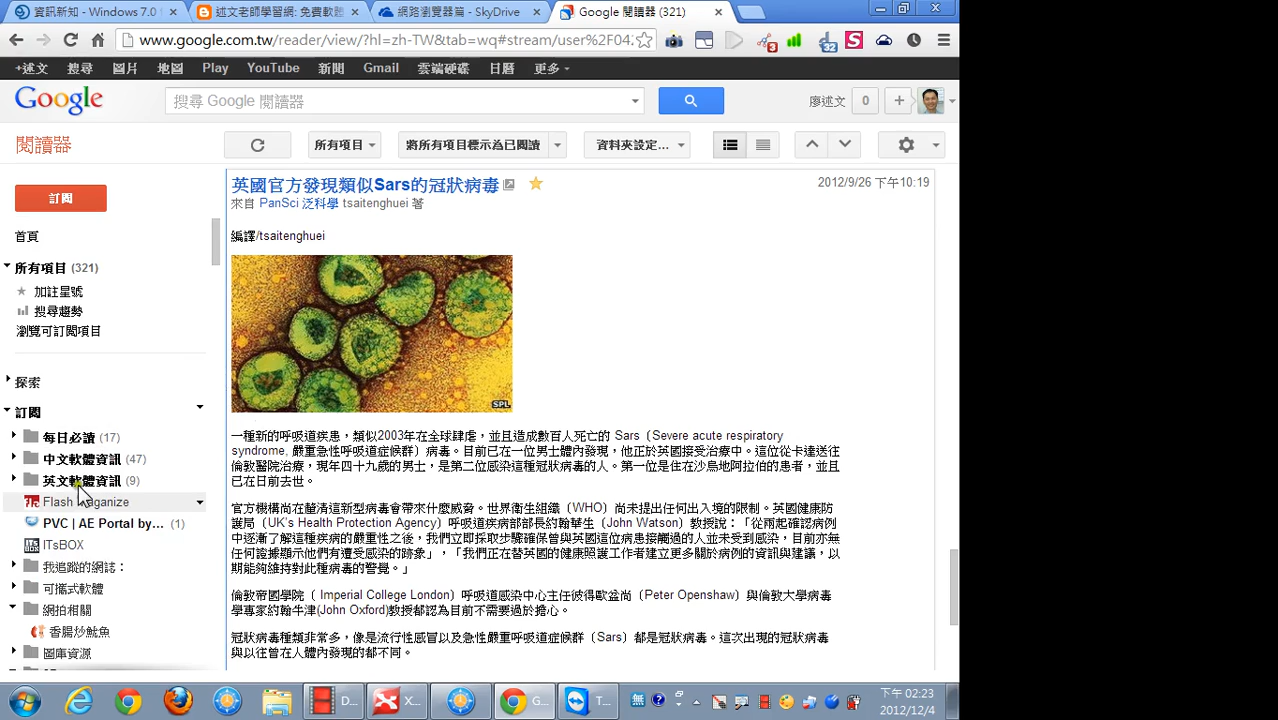 資訊新知 - Windows 7.0
述文老師學習網: 免費軟體
網路瀏覽器篇 - SkyDrive
Google 閱讀器 (321)
www.google.com.tw/reader/view/?hl=zh-TW&tab=wq#stream/user%2F04
3
32
+述文 搜尋 圖片 地圖 Play YouTube 新聞 Gmail 雲端硬碟 日曆 更多
Google
搜尋 Google 閱讀器
廖述文
0
閱讀器
所有項目
將所有項目標示為已閱讀
資料夾設定...
訂閱
首頁
所有項目 (321)
加註星號
搜尋趨勢
瀏覽可訂閱項目
探索
訂閱
每日必讀 (17)
中文軟體資訊 (47)
英文軟體資訊 (9)
PVC | AE Portal by... (1)
ITsBOX
我追蹤的網誌：
可攜式軟體
網拍相關
香腸炒魷魚
圖庫資源
英國官方發現類似Sars的冠狀病毒
2012/9/26 下午10:19
來自 PanSci 泛科學 tsaitenghuei 著
編譯/tsaitenghuei
SPL
一種新的呼吸道疾患，類似2003年在全球肆虐，並且造成數百人死亡的 Sars（Severe acute respiratory
syndrome, 嚴重急性呼吸道症候群）病毒。目前已在一位男士體內發現，他正於英國接受治療中。這位從卡達送往
倫敦醫院治療，現年四十九歲的男士，是第二位感染這種冠狀病毒的人。第一位是住在沙烏地阿拉伯的患者，並且
已在日前去世。
官方機構尚在釐清這新型病毒會帶來什麼威脅。世界衛生組織（WHO）尚未提出任何出入境的限制。英國健康防
護局（UK's Health Protection Agency）呼吸道疾病部部長約翰華生（John Watson）教授說：「從兩起確認病例
中逐漸了解這種疾病的嚴重性之後，我們立即採取步驟確保曾與英國這位病患接觸過的人並未受到感染，目前亦無
任何證據顯示他們有遭受感染的跡象」，「我們正在替英國的健康照護工作者建立更多關於病例的資訊與建議，以
期能夠維持對此種病毒的警覺。」
倫敦帝國學院（ Imperial College London）呼吸道感染中心主任彼得歐盆尚（Peter Openshaw）與倫敦大學病毒
學專家約翰牛津(John Oxford)教授都認為目前不需要過於擔心。
冠狀病毒種類非常多，像是流行性感冒以及急性嚴重呼吸道症候群（Sars）都是冠狀病毒。這次出現的冠狀病毒
與以往曾在人體內發現的都不同。
D...
X...
G...
T...
下午 02:23
2012/12/4